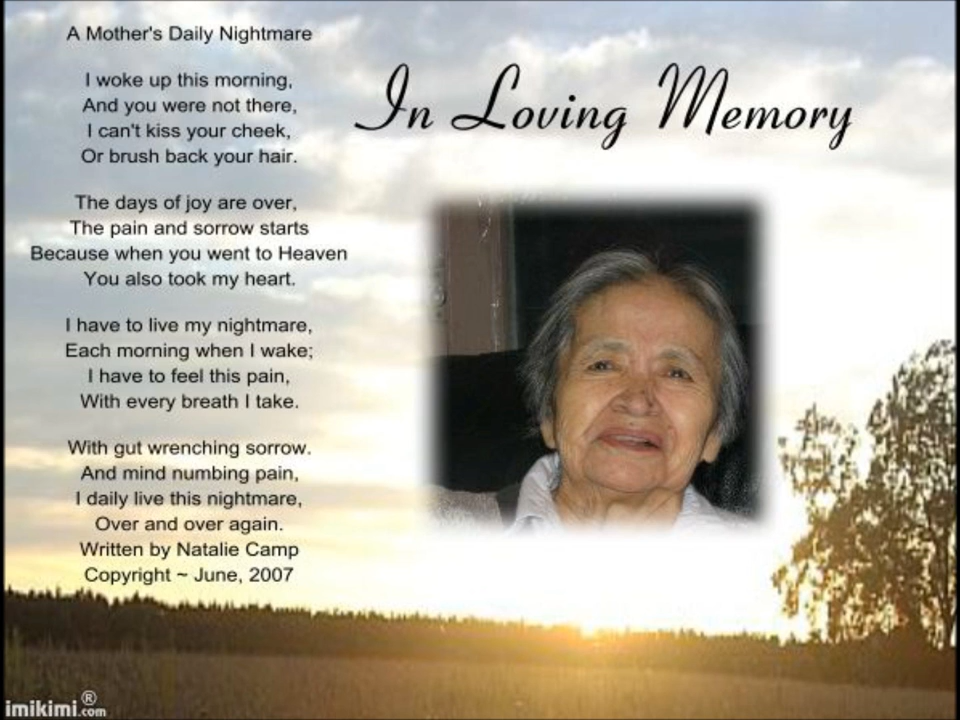 A Mother's Daily Nightmare
I woke up this morning,
And you were not there,
I can't kiss your cheek,
Or brush back your hair.
The days of joy are over,
The pain and sorrow starts
Because when you went to Heaven
You also took my heart.
I have to live my nightmare,
Each morning when I wake;
I have to feel this pain,
With every breath I take.
With gut wrenching sorrow.
And mind numbing pain,
I daily live this nightmare,
Over and over again.
Written by Natalie Camp
Copyright ~ June, 2007
In Loving Memory
imikimi.com®